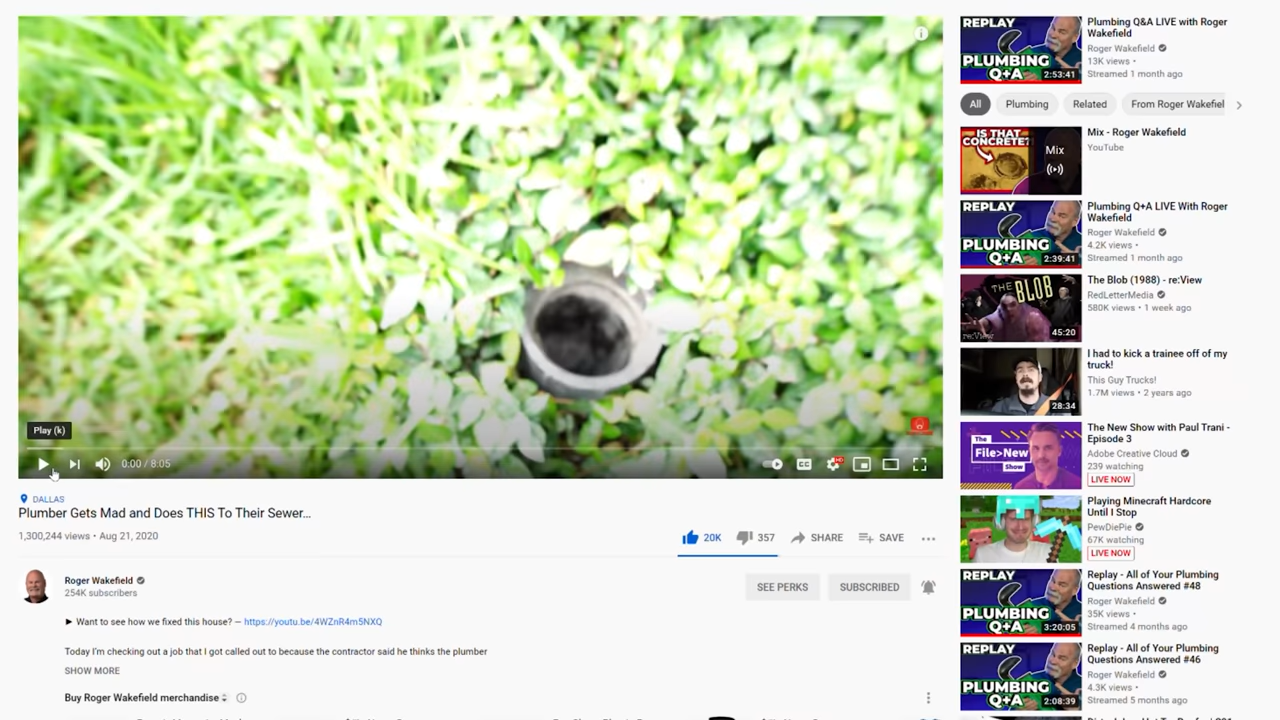 Play (k)
0:00 / 8:05
HD
DALLAS
Plumber Gets Mad and Does THIS To Their Sewer...
1,300,244 views • Aug 21, 2020
20K
357
SHARE
SAVE
Roger Wakefield
254K subscribers
SEE PERKS
SUBSCRIBED
► Want to see how we fixed this house? – https://youtu.be/4WZnR4m5NXQ
Today I'm checking out a job that I got called out to because the contractor said he thinks the plumber
SHOW MORE
Buy Roger Wakefield merchandise
REPLAY
PLUMBING
Q+A
2:53:41
Plumbing Q&A LIVE with Roger
Wakefield
Roger Wakefield
13K views •
Streamed 1 month ago
All
Plumbing
Related
From Roger Wakefiel
IS THAT
CONCRETE?
Mix
Mix - Roger Wakefield
YouTube
REPLAY
PLUMBING
Q+A
2:39:41
Plumbing Q+A LIVE With Roger
Wakefield
Roger Wakefield
4.2K views •
Streamed 1 month ago
THE
BLOB
re:View
45:20
The Blob (1988) - re:View
RedLetterMedia
580K views • 1 week ago
28:34
I had to kick a trainee off of my
truck!
This Guy Trucks!
1.7M views • 2 years ago
The
File>New
Show
The New Show with Paul Trani -
Episode 3
Adobe Creative Cloud
239 watching
LIVE NOW
Playing Minecraft Hardcore
Until I Stop
PewDiePie
67K watching
LIVE NOW
REPLAY
PLUMBING
Q+A
3:20:05
Replay - All of Your Plumbing
Questions Answered #48
Roger Wakefield
35K views •
Streamed 4 months ago
REPLAY
PLUMBING
Q+A
2:08:39
Replay - All of Your Plumbing
Questions Answered #46
Roger Wakefield
4.3K views •
Streamed 5 months ago